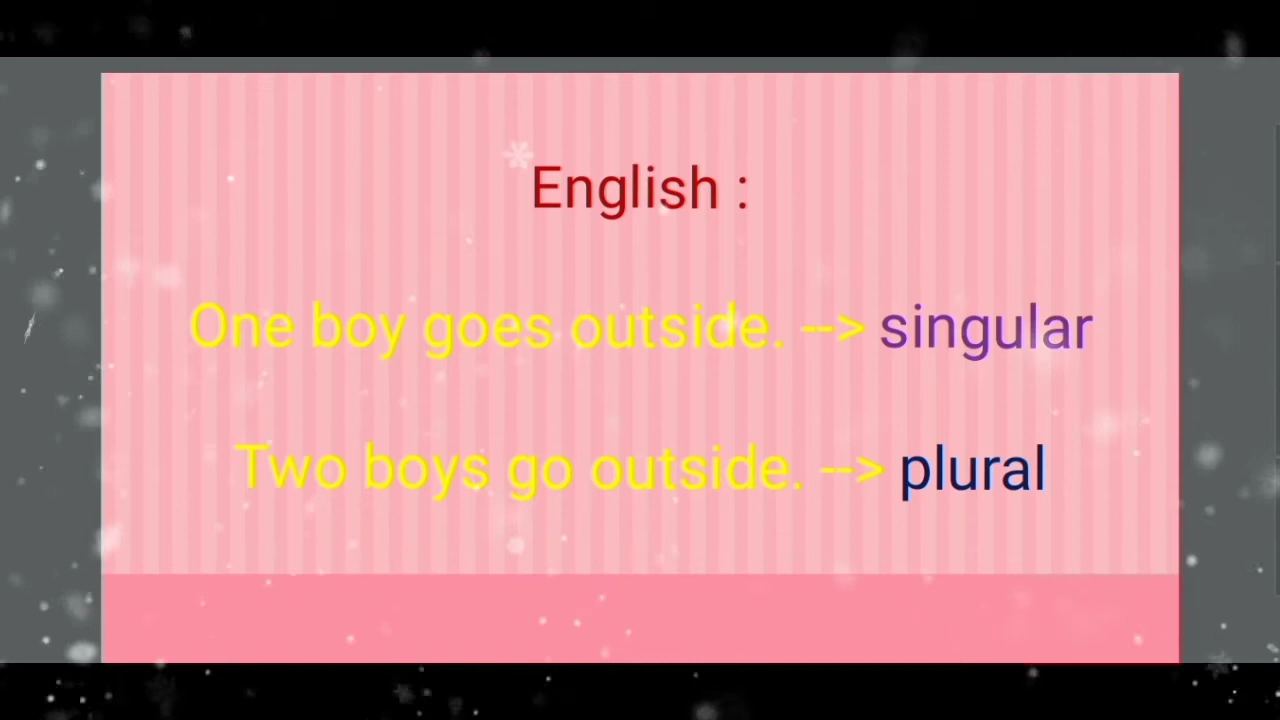 English :
One boy goes outside. --> singular
Two boys go outside. --> plural